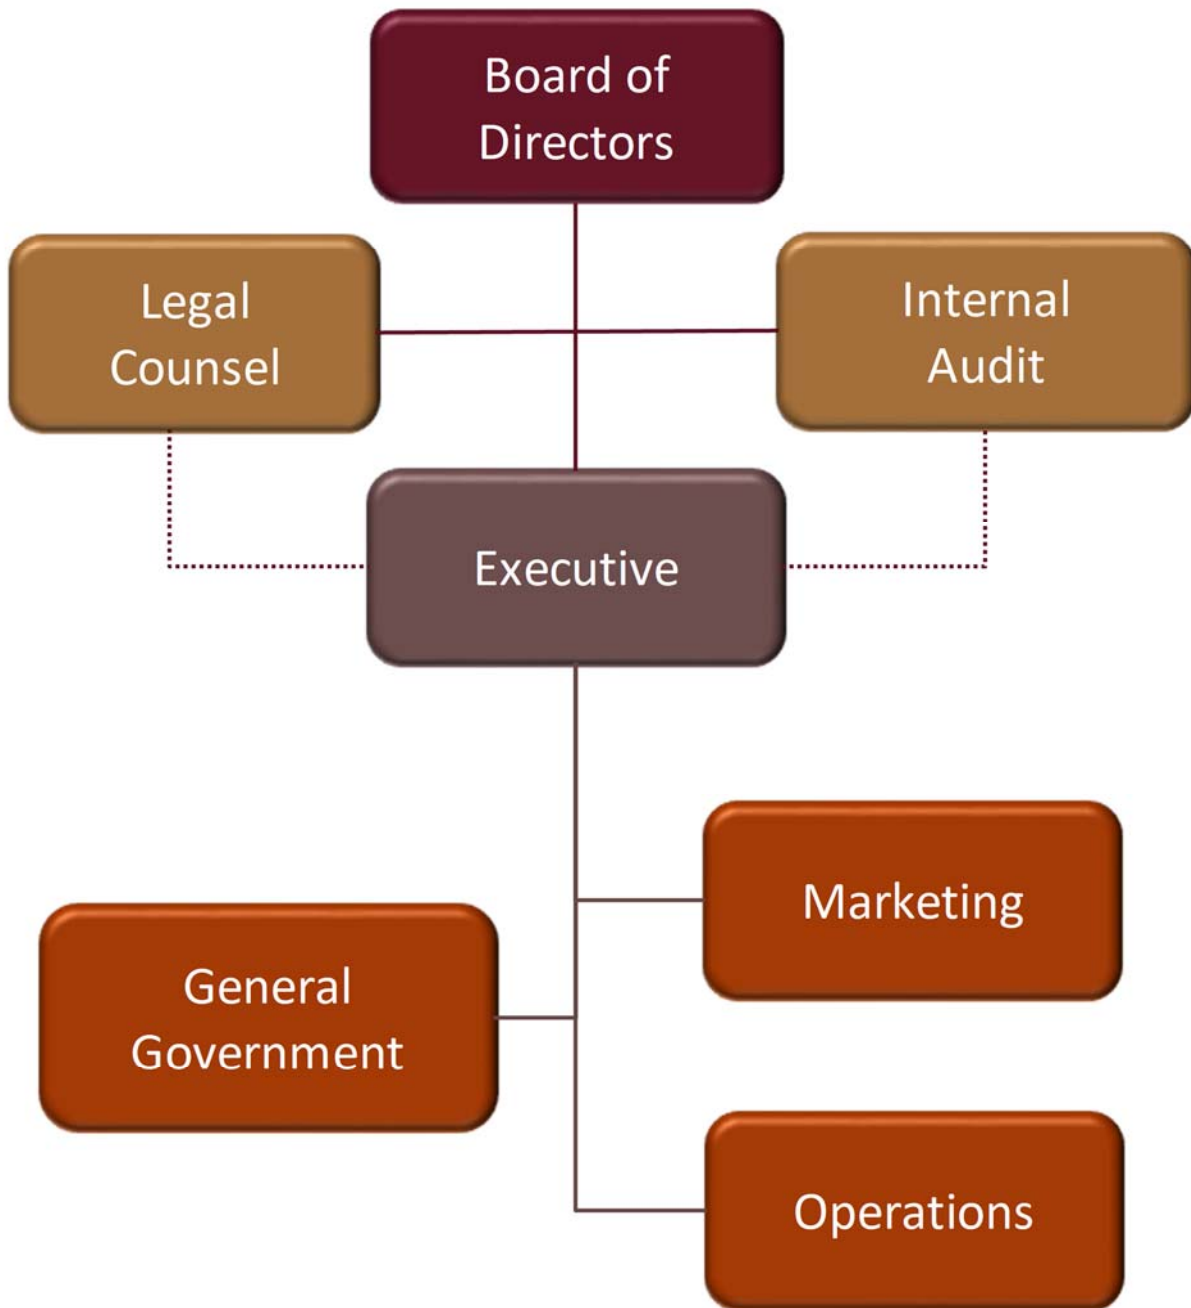 Board of
Directors
Legal
Counsel
Internal
Audit
Executive
Marketing
General
Government
Operations